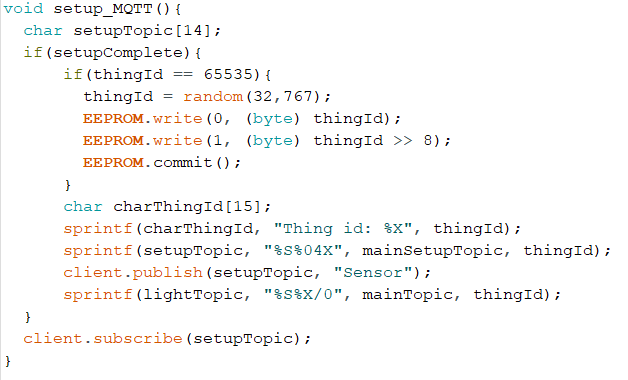 void setup_MQTT(){
char setupTopic[14];
if(setupComplete){
if(thingId == 65535){
thingId = random(32,767);
EEPROM.write(0, (byte) thingId);
EEPROM.write(1, (byte) thingId >> 8);
EEPROM.commit();
}
char charThingId[15];
sprintf(charThingId, "Thing id: %X", thingId);
sprintf(setupTopic, "%S%04X", mainSetupTopic, thingId);
client.publish(setupTopic, "Sensor");
sprintf(lightTopic, "%S%X/0", mainTopic, thingId);
}
client.subscribe(setupTopic);
}